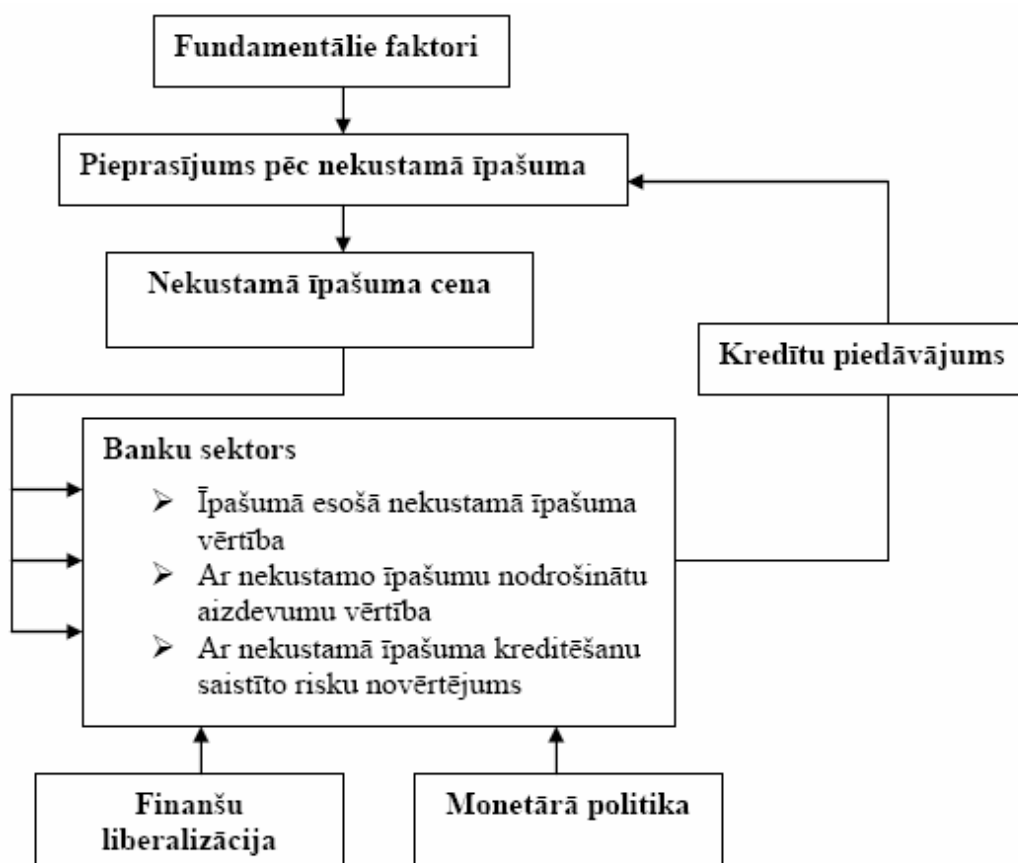 Fundamentālie faktori
Pieprasījums pēc nekustamā īpašuma
Nekustamā īpašuma cena
Kredītu piedāvājums
Banku sektors
Īpašumā esošā nekustamā īpašuma
vērtība
Ar nekustamo īpašumu nodrošinātu
aizdevumu vērtība
Ar nekustamā īpašuma kreditēšanu
saistīto risku novērtējums
Finanšu
liberalizācija
Monetārā politika